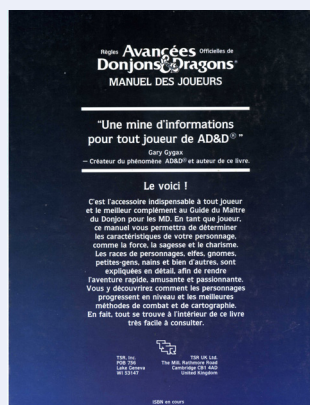 Règles Avancées Officielles de
Donjons & Dragons®
MANUEL DES JOUEURS
"Une mine d'informations
pour tout joueur de AD&D® "
Gary Gygax
— Créateur du phénomène AD&D® et auteur de ce livre.
Le voici !
C'est l'accessoire indispensable à tout joueur
et le meilleur complément au Guide du Maître
du Donjon pour les MD. En tant que joueur,
ce manuel vous permettra de déterminer
les caractéristiques de votre personnage,
comme la force, la sagesse et le charisme.
Les races de personnages, elfes, gnomes,
petites-gens, nains et bien d'autres, sont
expliquées en détail, afin de rendre
l'aventure rapide, amusante et passionnante.
Vous y découvrirez comment les personnages
progressent en niveau et les meilleures
méthodes de combat et de cartographie.
En fait, tout se trouve à l'intérieur de ce livre
très facile à consulter.
TSR, Inc.
POB 756
Lake Geneva
WI 53147
TSR UK Ltd.
The Mill, Rathmore Road
Cambridge CB1 4AD
United Kingdom
ISBN en cours